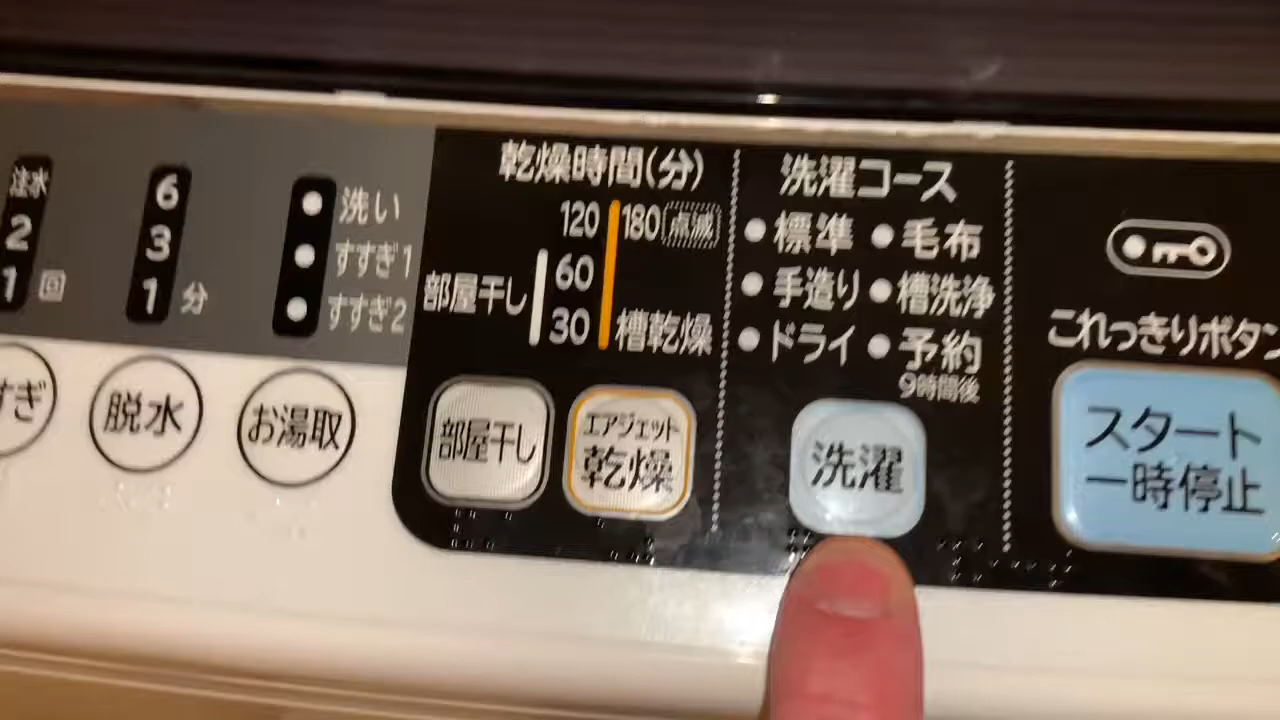 注水
2
1 回
6
3
1 分
洗い
すすぎ1
すすぎ2
すぎ
脱水
お湯取
乾燥時間(分)
120 180 点滅
60
30 槽乾燥
部屋干し
部屋干し
エアジェット
乾燥
洗濯コース
標準 毛布
手造り 槽洗浄
ドライ 予約
9時間後
洗濯
これっきりボタン
スタート
一時停止